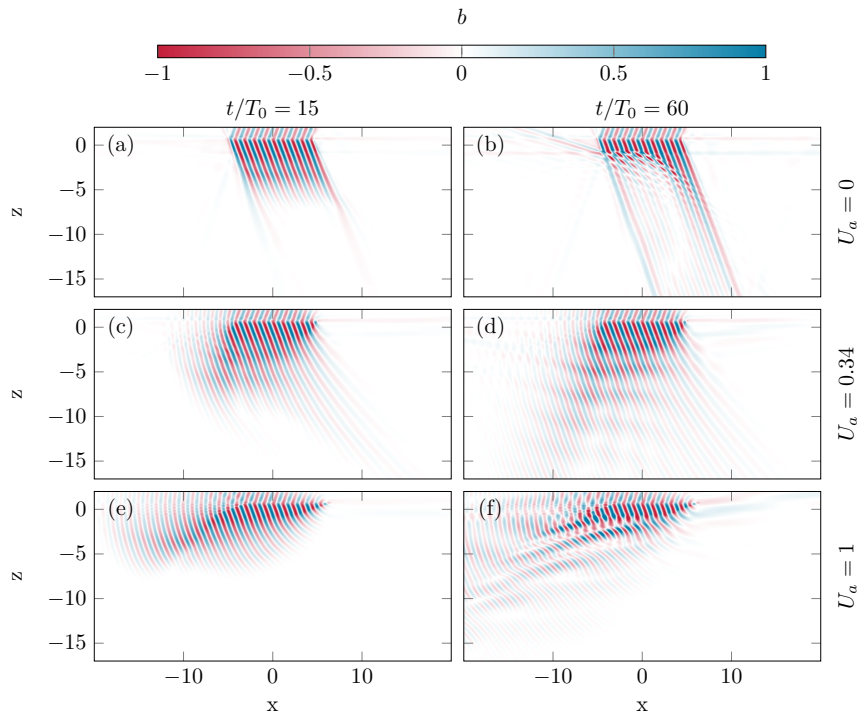 b
−1 −0.5 0 0.5 1
t/T₀ = 15 t/T₀ = 60
(a) (b)
0
−5
−10
−15
z
U_a = 0
(c) (d)
0
−5
−10
−15
z
U_a = 0.34
(e) (f)
0
−5
−10
−15
z
U_a = 1
−10 0 10 −10 0 10
x x